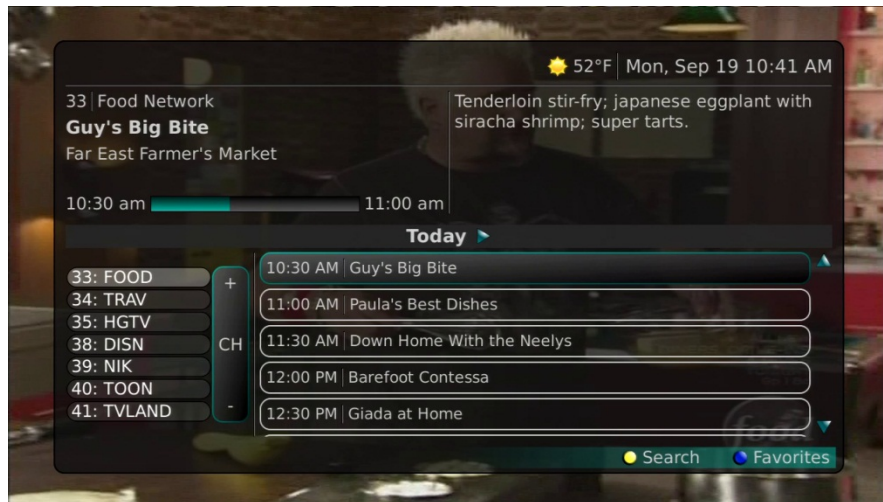 52°F Mon, Sep 19 10:41 AM
33 Food Network
Guy's Big Bite
Far East Farmer's Market
Tenderloin stir-fry; japanese eggplant with
siracha shrimp; super tarts.
10:30 am 11:00 am
Today
33: FOOD
34: TRAV
35: HGTV
38: DISN
39: NIK
40: TOON
41: TVLAND
+
CH
-
10:30 AM Guy's Big Bite
11:00 AM Paula's Best Dishes
11:30 AM Down Home With the Neelys
12:00 PM Barefoot Contessa
12:30 PM Giada at Home
food
Search Favorites